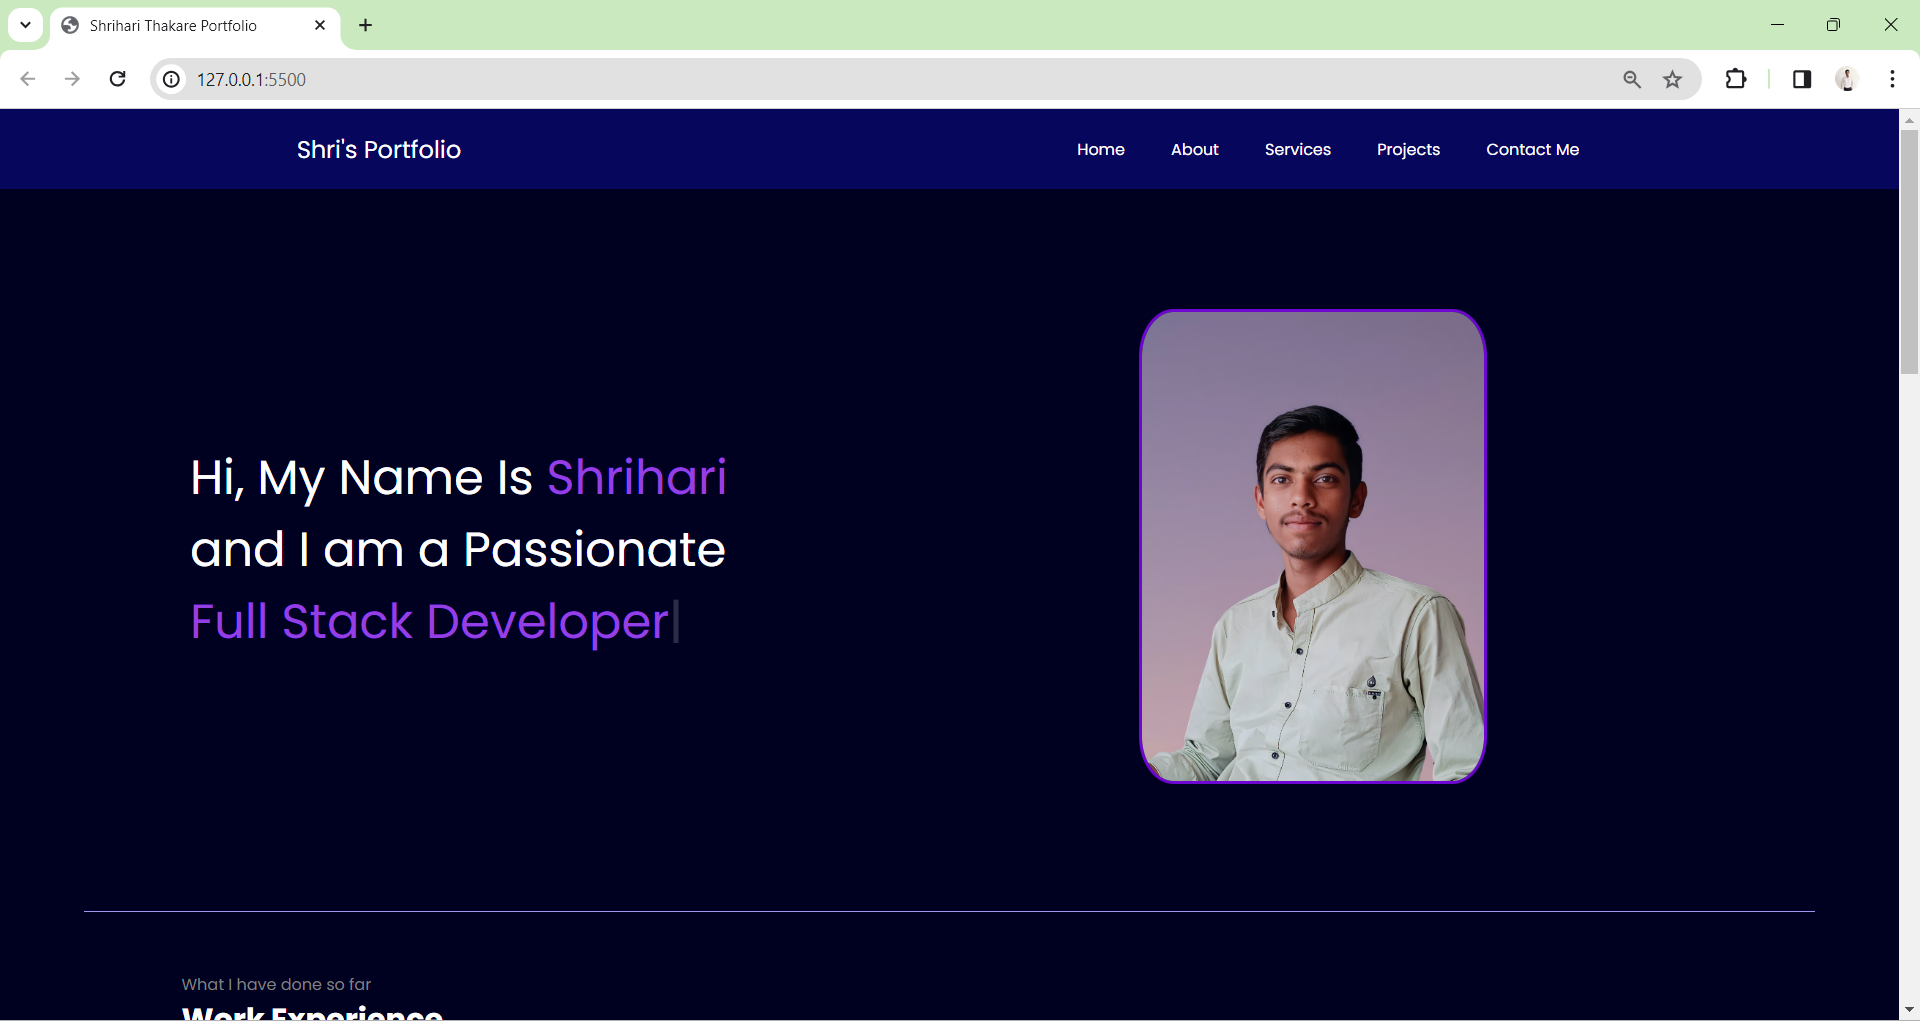 Shrihari Thakare Portfolio
127.0.0.1:5500
Shri's Portfolio
Home About Services Projects Contact Me
Hi, My Name Is Shrihari
and I am a Passionate
Full Stack Developer|
What I have done so far
Work Experience